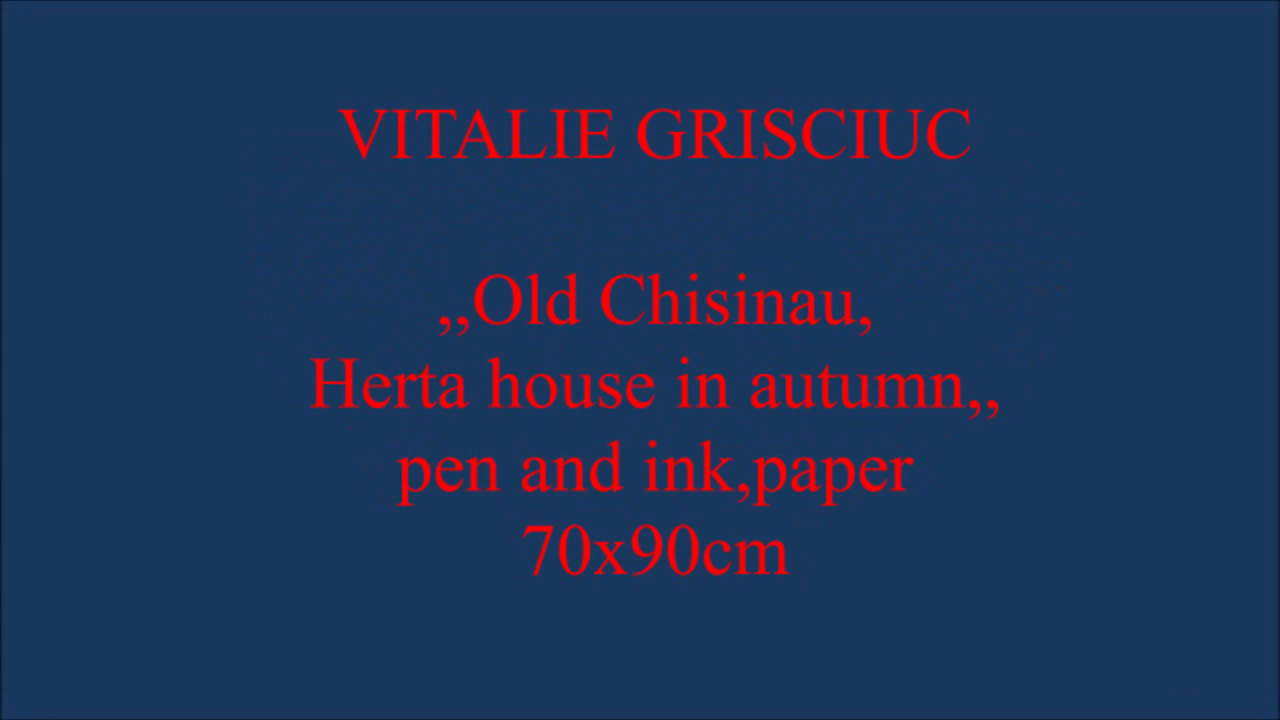 VITALIE GRISCIUC
,,Old Chisinau,
Herta house in autumn,,
pen and ink,paper
70x90cm